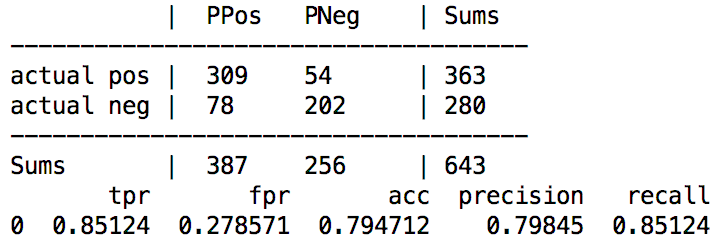 | PPos PNeg | Sums
-------------------------------------
actual pos | 309 54 | 363
actual neg | 78 202 | 280
-------------------------------------
Sums | 387 256 | 643
tpr fpr acc precision recall
0 0.85124 0.278571 0.794712 0.79845 0.85124